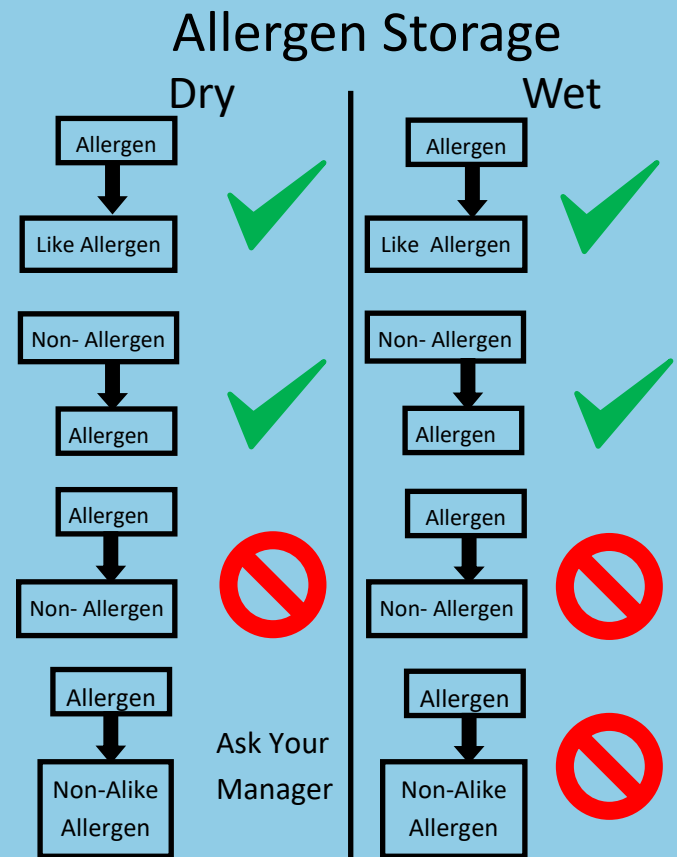 Allergen Storage
Dry
Allergen
Like Allergen
Non- Allergen
Allergen
Allergen
Non- Allergen
Allergen
Non-Alike
Allergen
Ask Your
Manager
Wet
Allergen
Like Allergen
Non- Allergen
Allergen
Allergen
Non- Allergen
Allergen
Non-Alike
Allergen